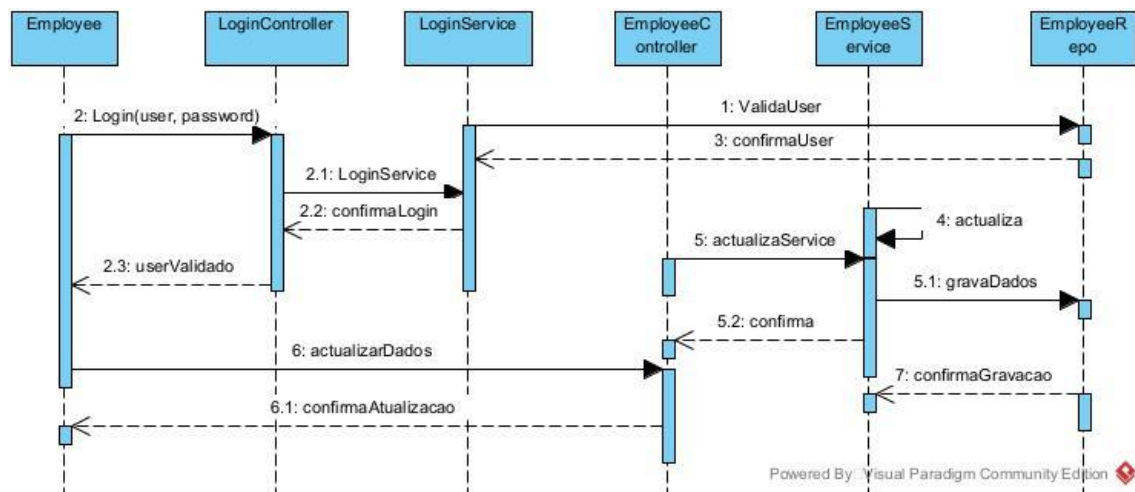 Employee
LoginController
LoginService
EmployeeC
ontroller
EmployeeS
ervice
EmployeeR
epo
2: Login(user, password)
1: ValidaUser
3: confirmaUser
2.1: LoginService
2.2: confirmaLogin
4: actualiza
5: actualizaService
2.3: userValidado
5.1: gravaDados
5.2: confirma
6: actualizarDados
7: confirmaGravacao
6.1: confirmaAtualizacao
Powered By Visual Paradigm Community Edition